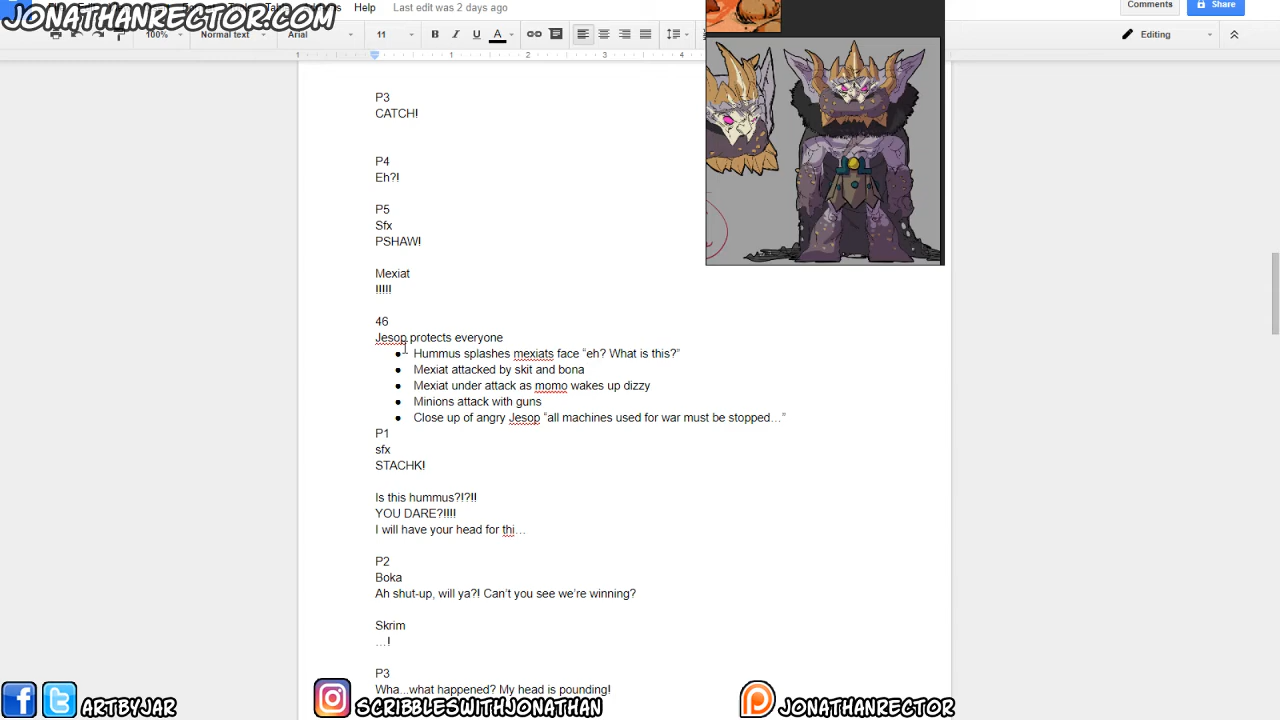 JONATHANRECTOR.COM
Help
Last edit was 2 days ago
Comments
Share
100%
Normal text
Arial
11
B I U A
Editing
1 1 2 3 4
P3
CATCH!
P4
Eh?!
P5
Sfx
PSHAW!
Mexiat
!!!!!
46
Jesop protects everyone
● Hummus splashes mexiats face “eh? What is this?”
● Mexiat attacked by skit and bona
● Mexiat under attack as momo wakes up dizzy
● Minions attack with guns
● Close up of angry Jesop “all machines used for war must be stopped…”
P1
sfx
STACHK!
Is this hummus?!?!!
YOU DARE?!!!!
I will have your head for thi…
P2
Boka
Ah shut-up, will ya?! Can’t you see we’re winning?
Skrim
…!
P3
Wha...what happened? My head is pounding!
ARTBYJAR
SCRIBBLESWITHJONATHAN
JONATHANRECTOR